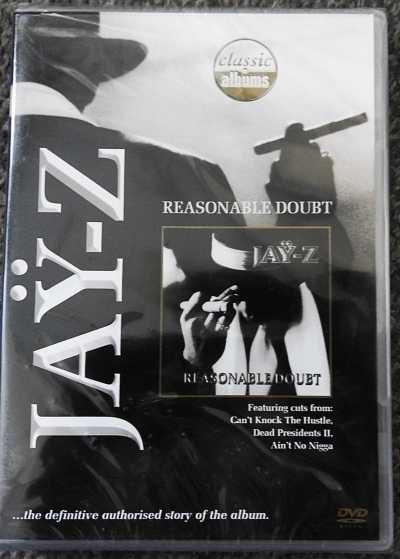 classic
albums
JAŸ-Z
REASONABLE DOUBT
JAŸ-Z
REASONABLE DOUBT
Featuring cuts from:
Can't Knock The Hustle,
Dead Presidents II,
Ain't No Nigga
DVD
...the definitive authorised story of the album.